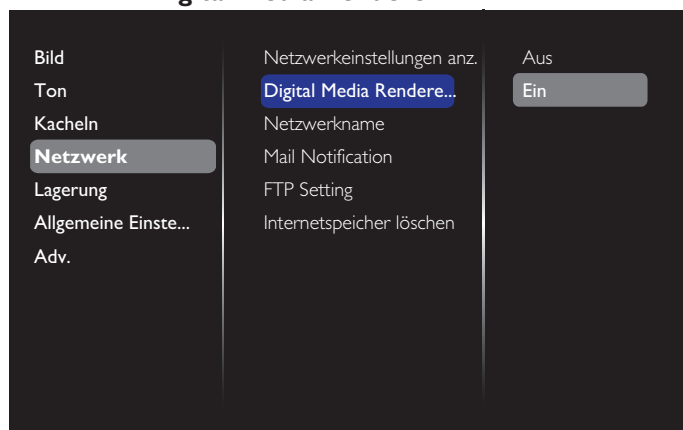 Bild
Ton
Kacheln
Netzwerk
Lagerung
Allgemeine Einste...
Adv.
Netzwerkeinstellungen anz.
Digital Media Rendere...
Netzwerkname
Mail Notification
FTP Setting
Internetspeicher löschen
Aus
Ein